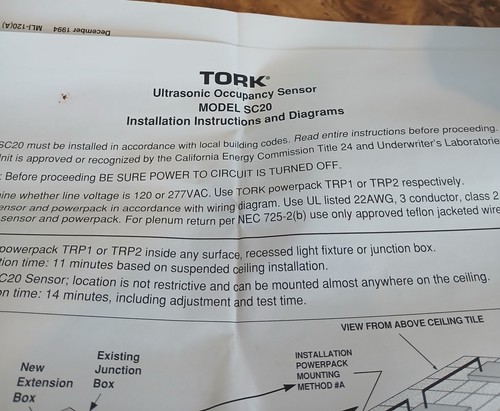 December 1994 MLI-120(A)
TORK®
Ultrasonic Occupancy Sensor
MODEL SC20
Installation Instructions and Diagrams
SC20 must be installed in accordance with local building codes. Read entire instructions before proceeding.
nit is approved or recognized by the California Energy Commission Title 24 and Underwriter's Laboratorie
: Before proceeding BE SURE POWER TO CIRCUIT IS TURNED OFF.
ine whether line voltage is 120 or 277VAC. Use TORK powerpack TRP1 or TRP2 respectively.
ensor and powerpack in accordance with wiring diagram. Use UL listed 22AWG, 3 conductor, class 2
sensor and powerpack. For plenum return per NEC 725-2(b) use only approved teflon jacketed wire
powerpack TRP1 or TRP2 inside any surface, recessed light fixture or junction box.
tion time: 11 minutes based on suspended ceiling installation.
C20 Sensor; location is not restrictive and can be mounted almost anywhere on the ceiling.
on time: 14 minutes, including adjustment and test time.
VIEW FROM ABOVE CEILING TILE
New
Extension
Box
Existing
Junction
Box
INSTALLATION
POWERPACK
MOUNTING
METHOD #A